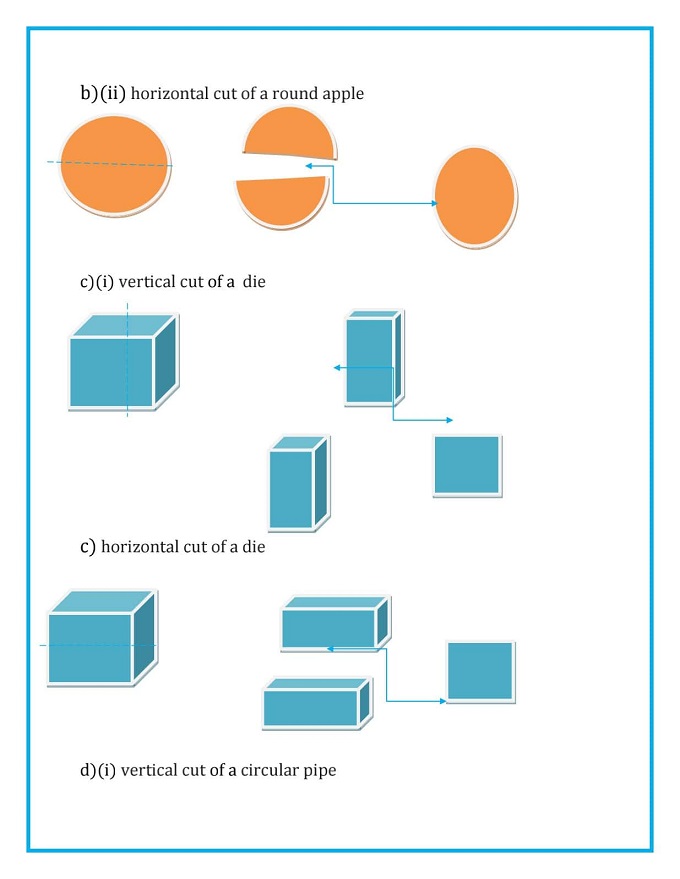 b)(ii) horizontal cut of a round apple
c)(i) vertical cut of a  die
c) horizontal cut of a die
d)(i) vertical cut of a circular pipe